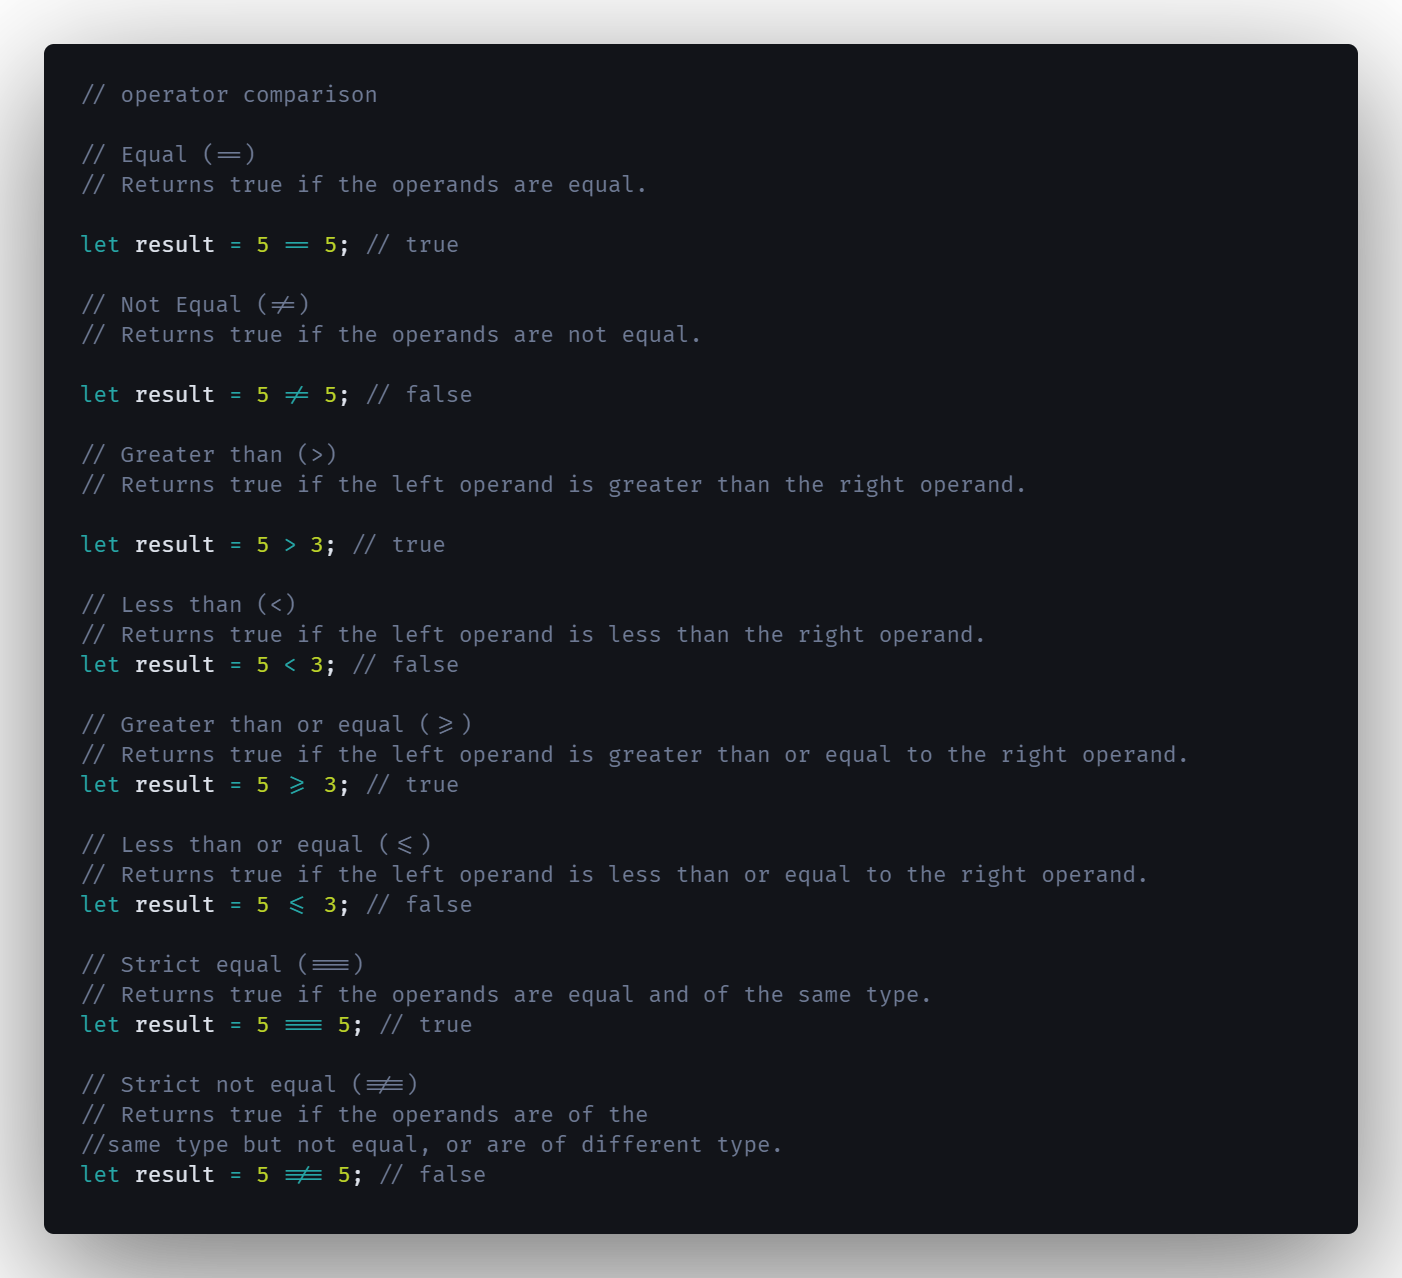 // operator comparison
// Equal (==)
// Returns true if the operands are equal.
let result = 5 == 5; // true
// Not Equal (!=)
// Returns true if the operands are not equal.
let result = 5 != 5; // false
// Greater than (>)
// Returns true if the left operand is greater than the right operand.
let result = 5 > 3; // true
// Less than (<)
// Returns true if the left operand is less than the right operand.
let result = 5 < 3; // false
// Greater than or equal (>=)
// Returns true if the left operand is greater than or equal to the right operand.
let result = 5 >= 3; // true
// Less than or equal (<=)
// Returns true if the left operand is less than or equal to the right operand.
let result = 5 <= 3; // false
// Strict equal (===)
// Returns true if the operands are equal and of the same type.
let result = 5 === 5; // true
// Strict not equal (!==)
// Returns true if the operands are of the
//same type but not equal, or are of different type.
let result = 5 !== 5; // false